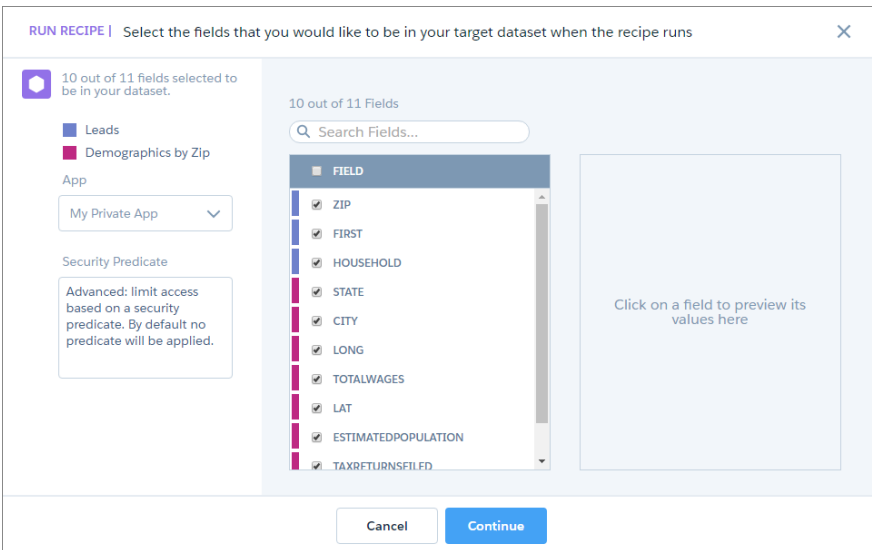 RUN RECIPE | Select the fields that you would like to be in your target dataset when the recipe runs
10 out of 11 fields selected to
be in your dataset.
Leads
Demographics by Zip
App
My Private App
Security Predicate
Advanced: limit access
based on a security
predicate. By default no
predicate will be applied.
10 out of 11 Fields
Search Fields...
FIELD
ZIP
FIRST
HOUSEHOLD
STATE
CITY
LONG
TOTALWAGES
LAT
ESTIMATEDPOPULATION
TAXRETURNSFILED
Click on a field to preview its
values here
Cancel
Continue